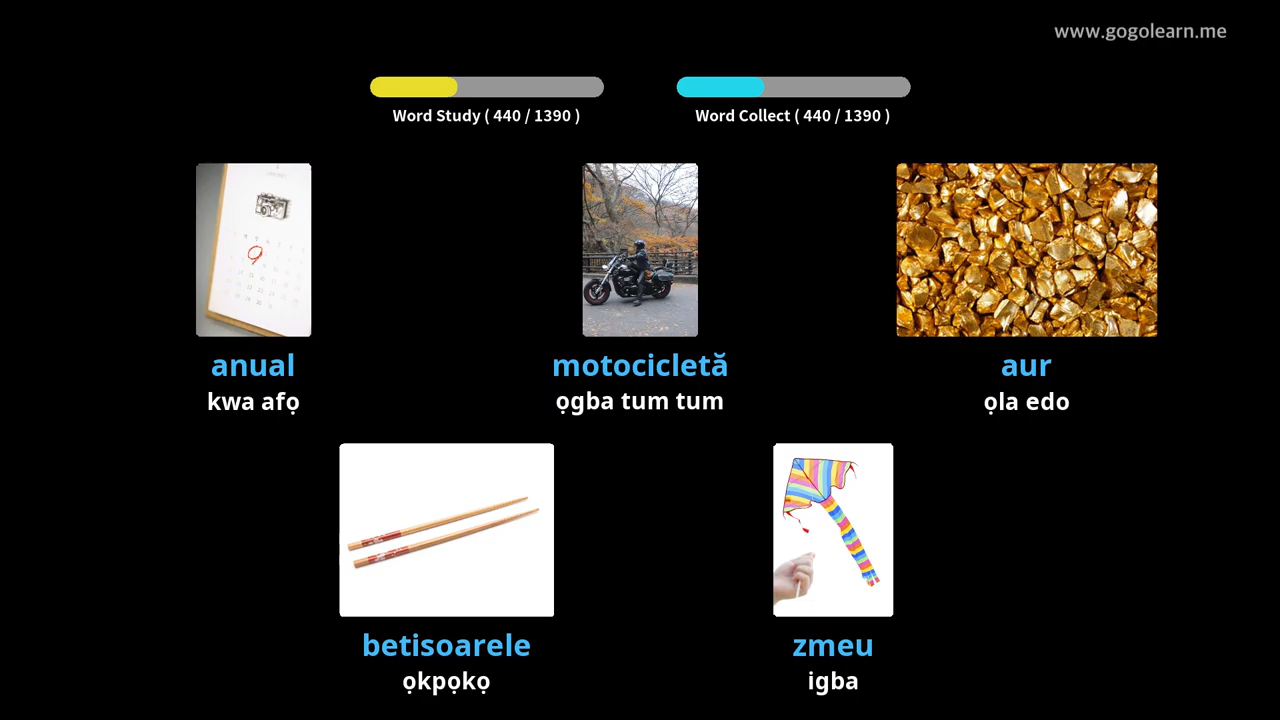 www.gogolearn.me
Word Study ( 440 / 1390 )
Word Collect ( 440 / 1390 )
anual
kwa afọ
motocicletă
ọgba tum tum
aur
ọla edo
betisoarele
ọkpọkọ
zmeu
igba